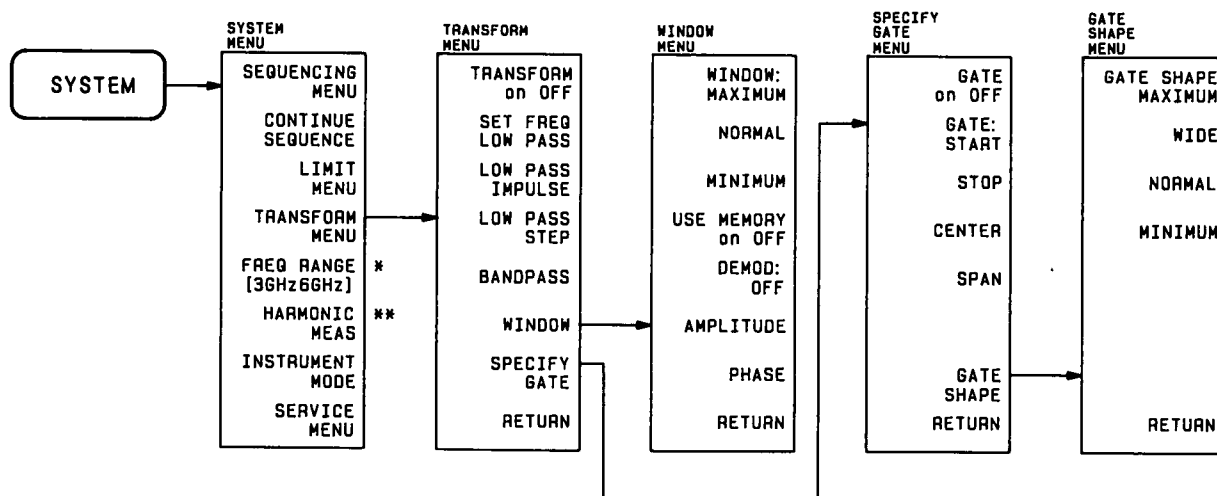 SYSTEM
SYSTEM
MENU
SEQUENCING
MENU
CONTINUE
SEQUENCE
LIMIT
MENU
TRANSFORM
MENU
FREQ RANGE *
[3GHz6GHz]
HARMONIC **
MEAS
INSTRUMENT
MODE
SERVICE
MENU
TRANSFORM
MENU
TRANSFORM
on OFF
SET FREQ
LOW PASS
LOW PASS
IMPULSE
LOW PASS
STEP
BANDPASS
WINDOW
SPECIFY
GATE
RETURN
WINDOW
MENU
WINDOW:
MAXIMUM
NORMAL
MINIMUM
USE MEMORY
on OFF
DEMOD:
OFF
AMPLITUDE
PHASE
RETURN
SPECIFY
GATE
MENU
GATE
on OFF
GATE:
START
STOP
CENTER
SPAN
GATE
SHAPE
RETURN
GATE
SHAPE
MENU
GATE SHAPE
MAXIMUM
WIDE
NORMAL
MINIMUM
RETURN